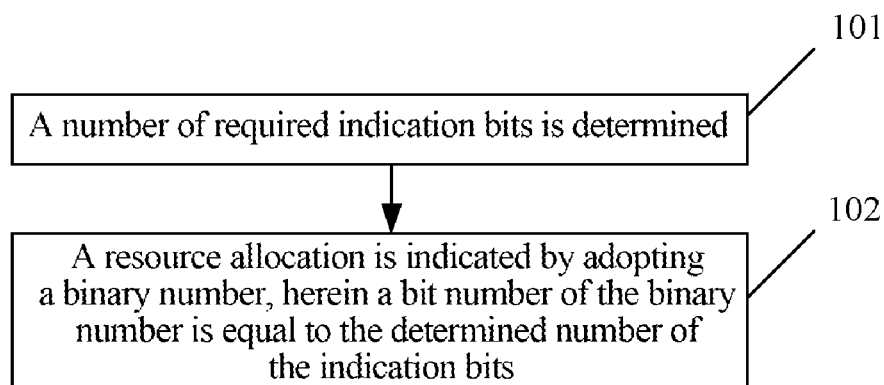 101
A number of required indication bits is determined
102
A resource allocation is indicated by adopting
a binary number, herein a bit number of the binary
number is equal to the determined number of
the indication bits